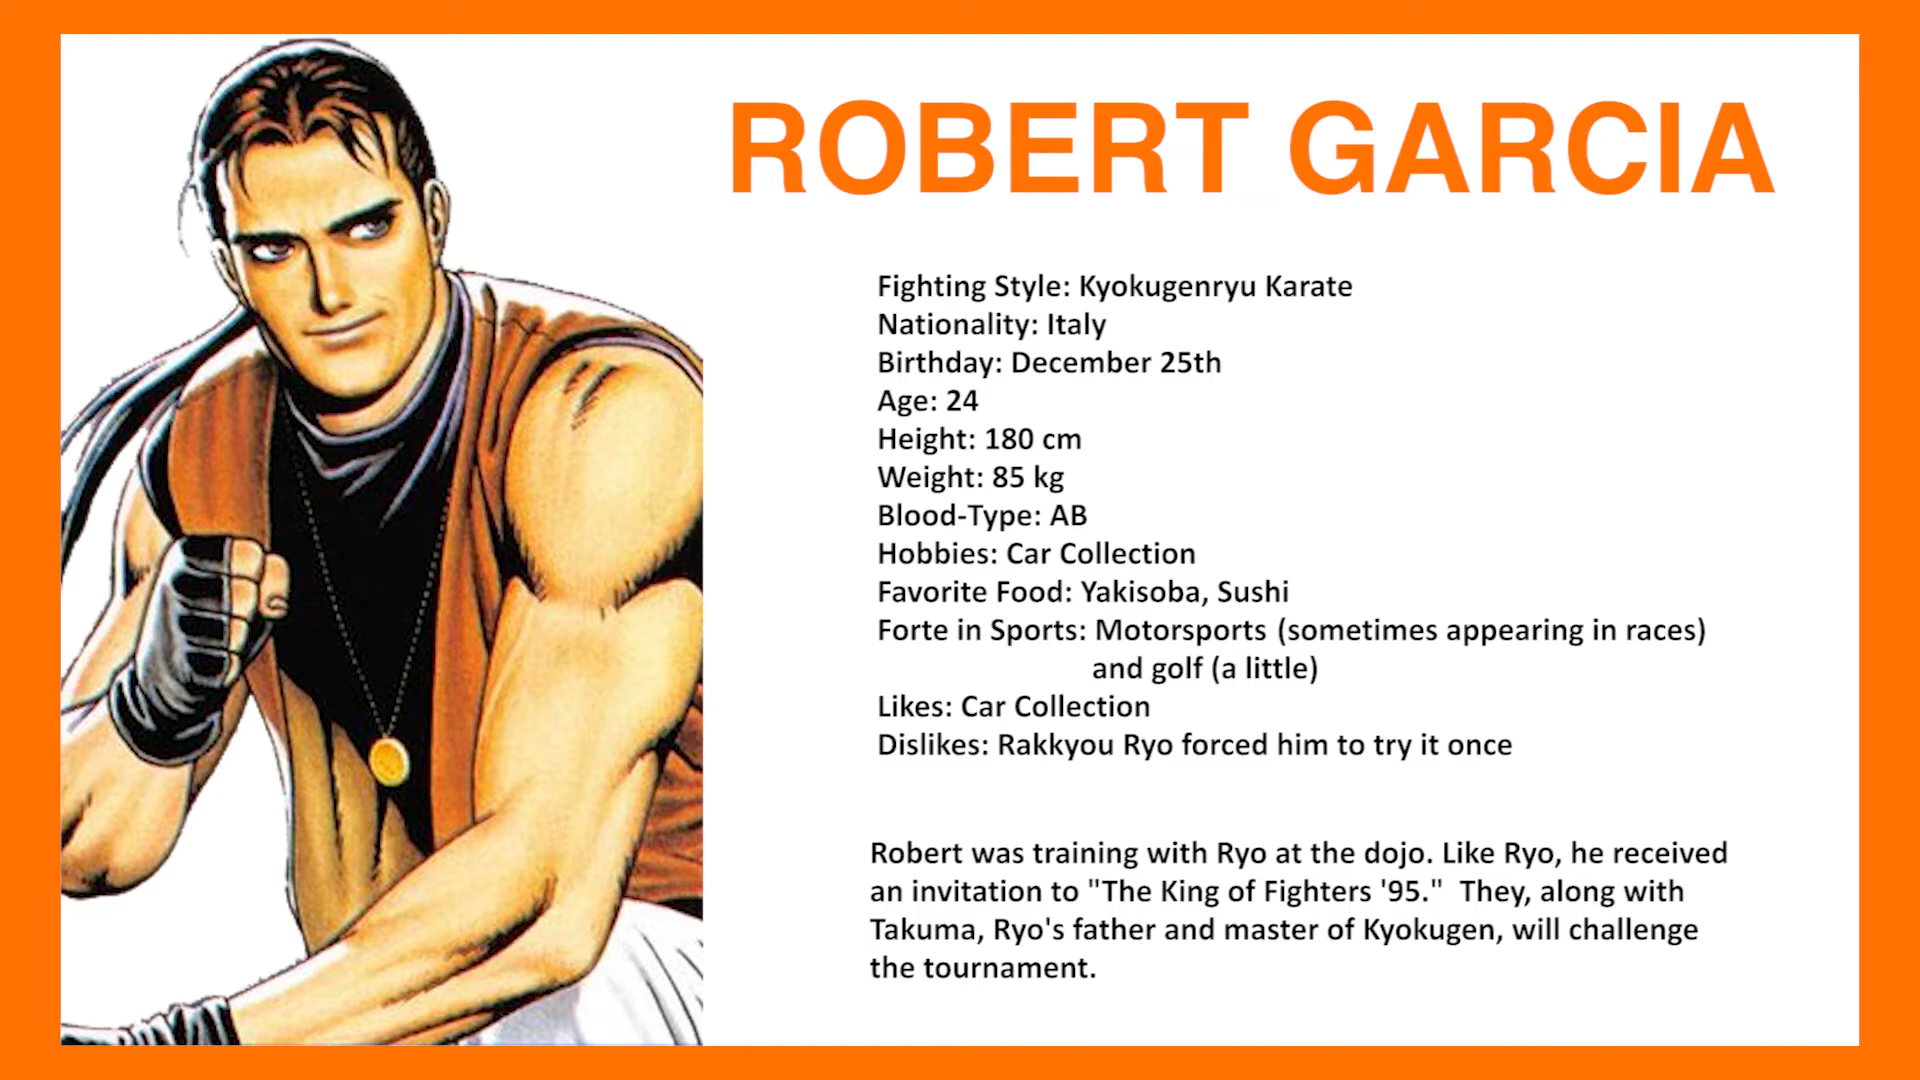 ROBERT GARCIA
Fighting Style: Kyokugenryu Karate
Nationality: Italy
Birthday: December 25th
Age: 24
Height: 180 cm
Weight: 85 kg
Blood-Type: AB
Hobbies: Car Collection
Favorite Food: Yakisoba, Sushi
Forte in Sports: Motorsports (sometimes appearing in races)
and golf (a little)
Likes: Car Collection
Dislikes: Rakkyou Ryo forced him to try it once
Robert was training with Ryo at the dojo. Like Ryo, he received
an invitation to "The King of Fighters '95."  They, along with
Takuma, Ryo's father and master of Kyokugen, will challenge
the tournament.